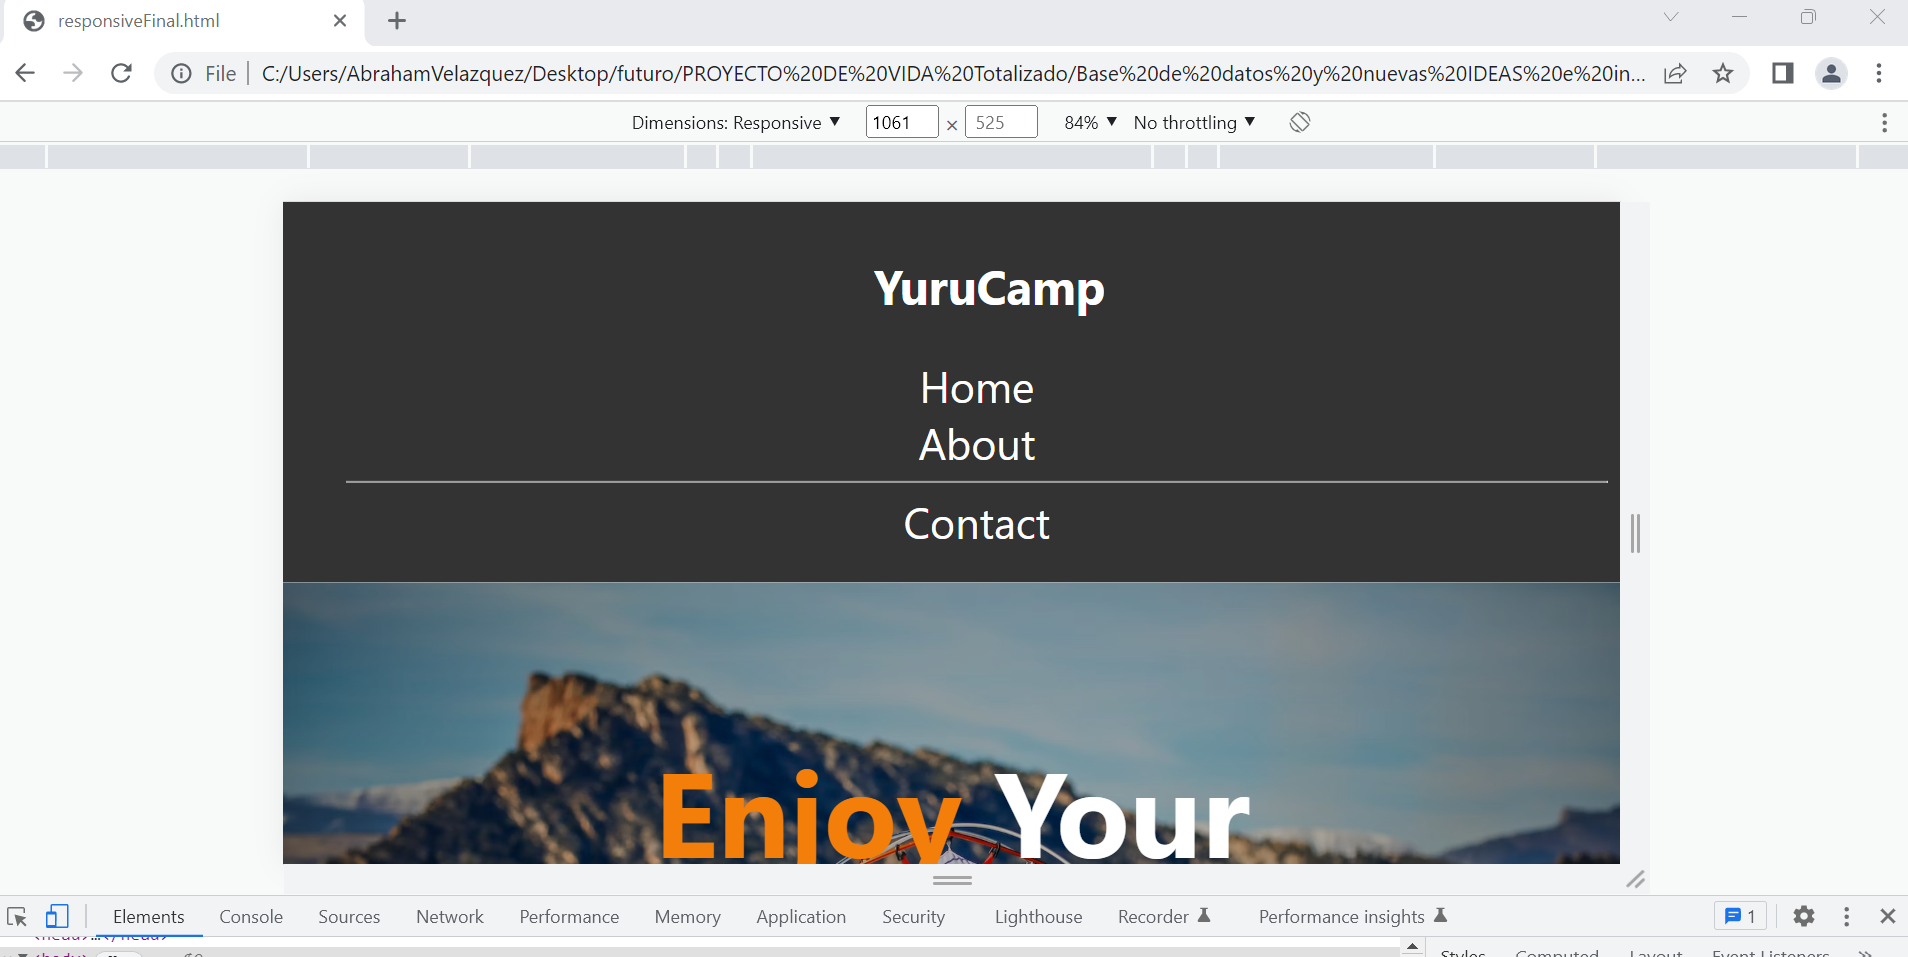 responsiveFinal.html
File C:/Users/AbrahamVelazquez/Desktop/futuro/PROYECTO%20DE%20VIDA%20Totalizado/Base%20de%20datos%20y%20nuevas%20IDEAS%20e%20in...
Dimensions: Responsive 1061 × 525 84% No throttling
YuruCamp
Home
About
Contact
Enjoy Your
Elements Console Sources Network Performance Memory Application Security Lighthouse Recorder Performance insights 1
Styles Computed Layout Event Listeners